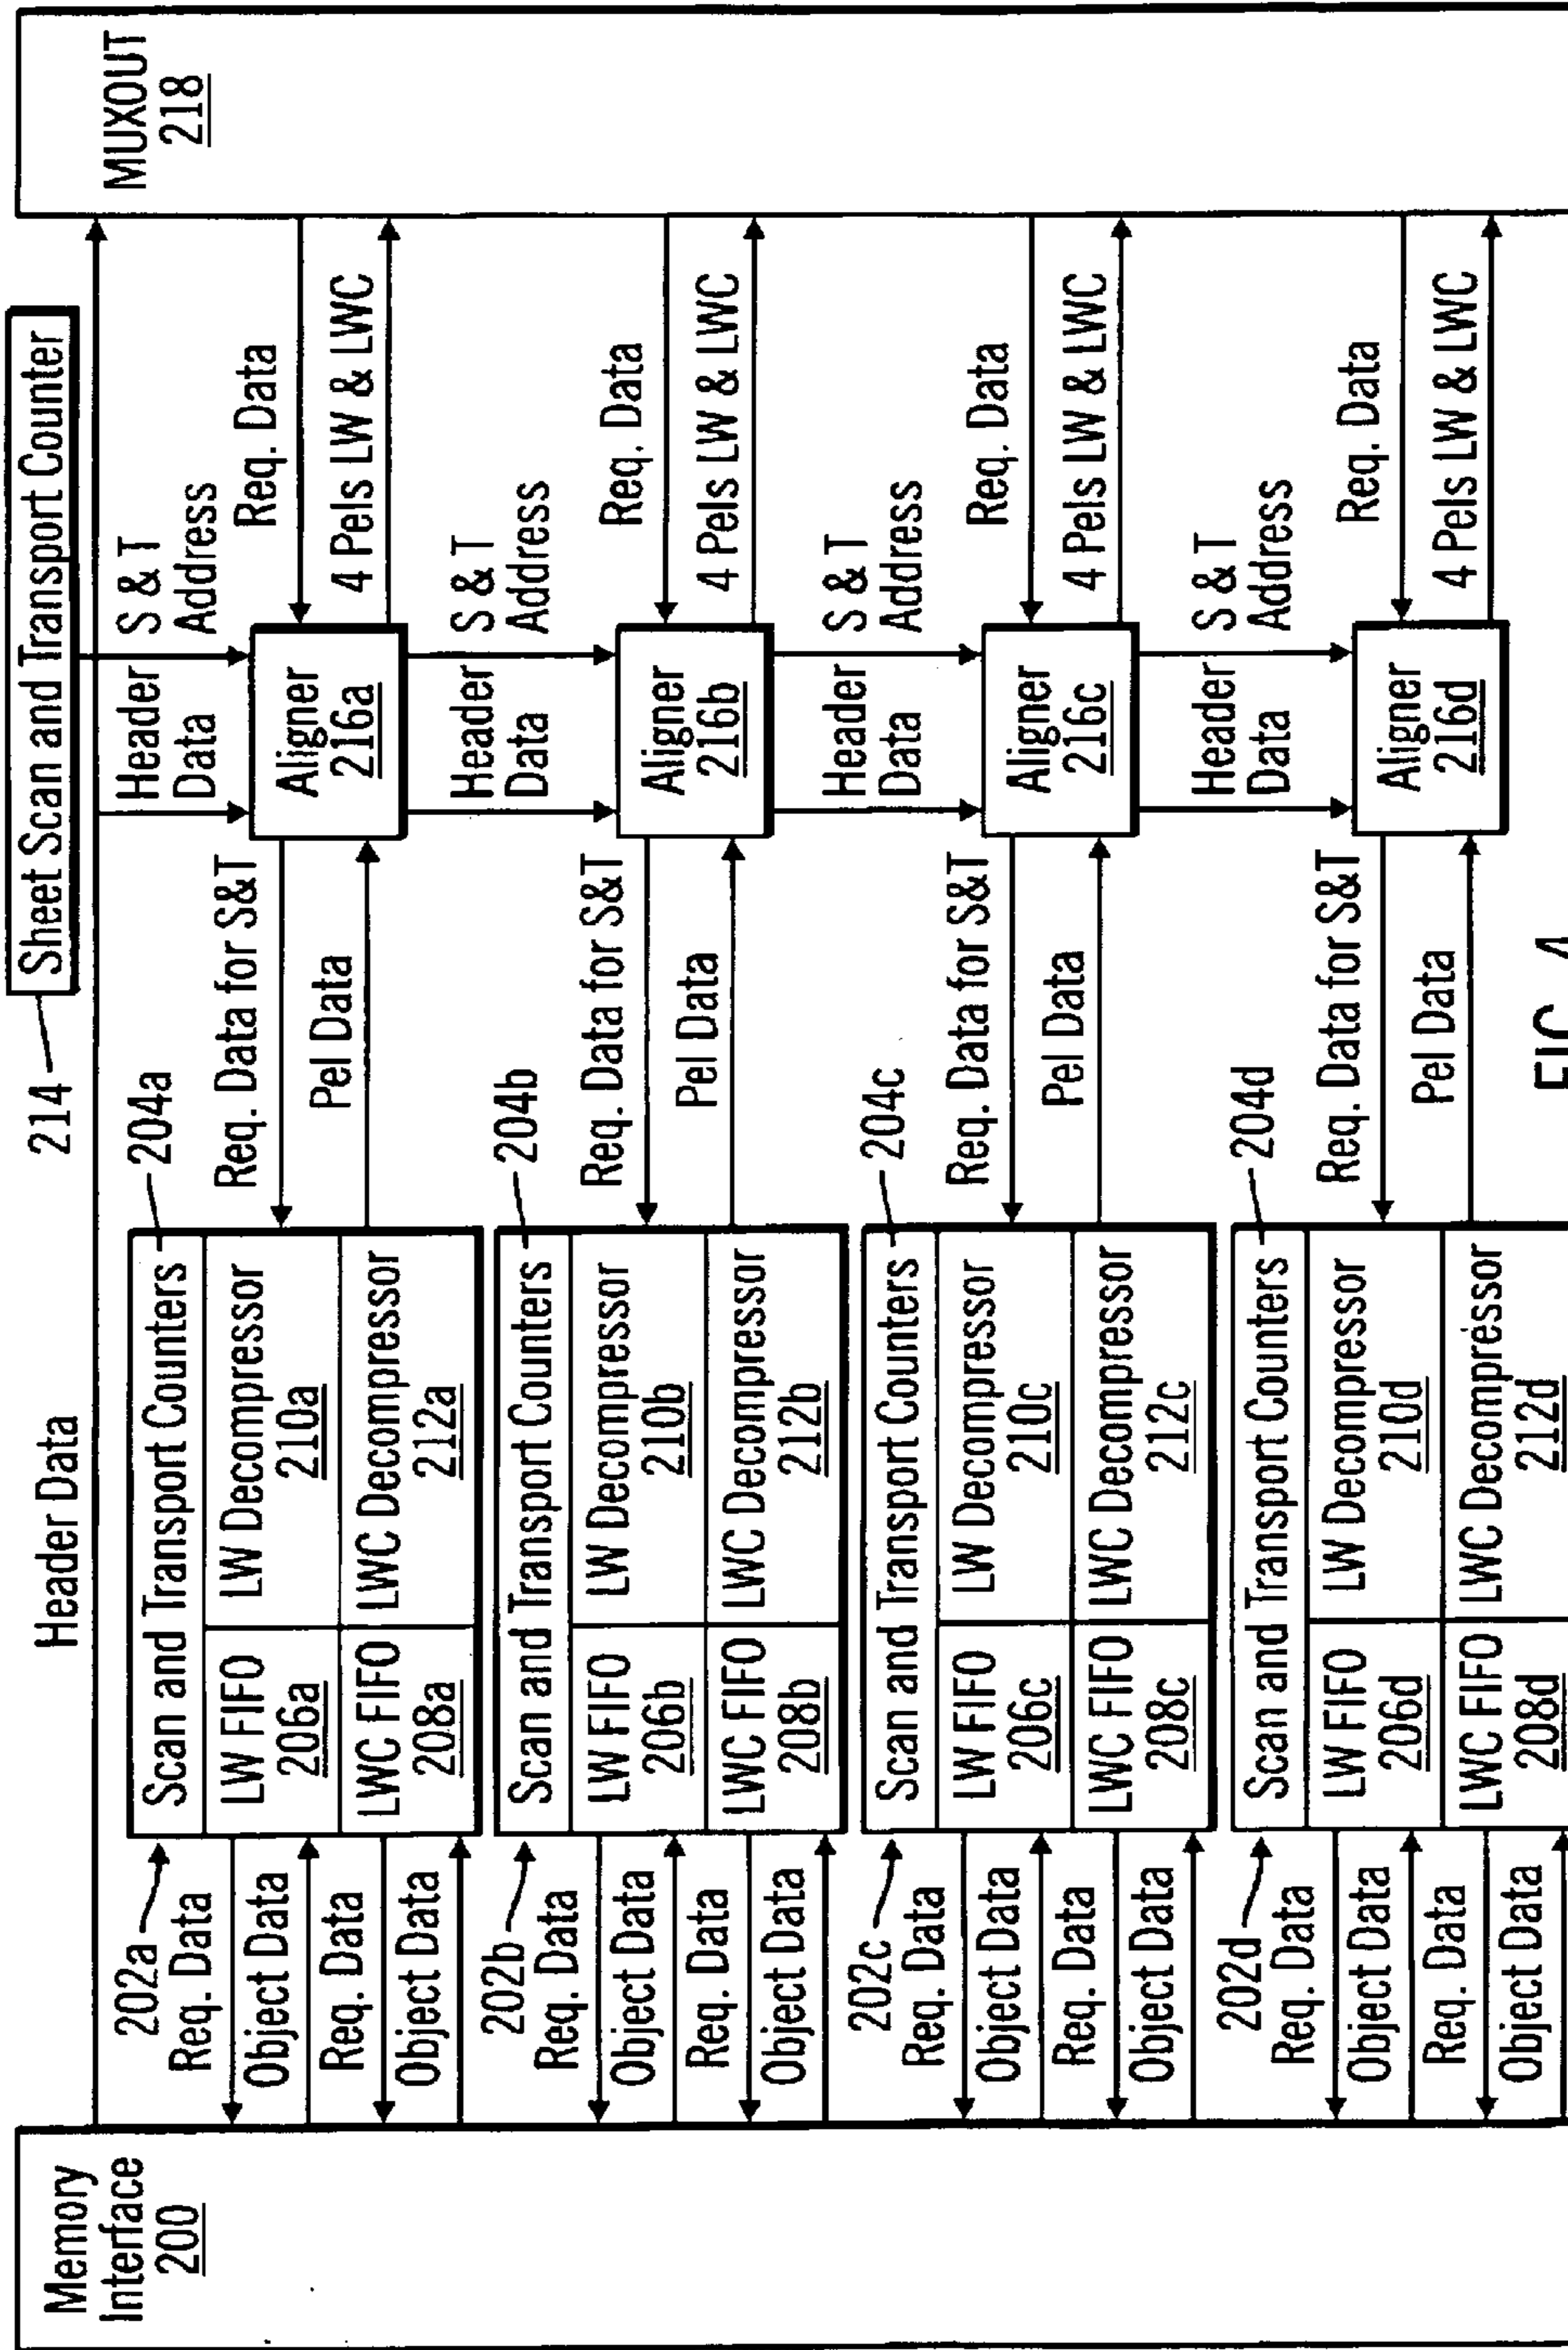 Memory
Interface
200
Header Data
214
Sheet Scan and Transport Counter
MUXOUT
218
202a
Req. Data
Object Data
Req. Data
Object Data
Scan and Transport Counters
204a
LW FIFO
206a
LW Decompressor
210a
LWC FIFO
208a
LWC Decompressor
212a
Req. Data for S&T
Pel Data
Header
Data
S & T
Address
Aligner
216a
Req. Data
4 Pels LW & LWC
202b
Req. Data
Object Data
Req. Data
Object Data
Scan and Transport Counters
204b
LW FIFO
206b
LW Decompressor
210b
LWC FIFO
208b
LWC Decompressor
212b
Req. Data for S&T
Pel Data
Header
Data
S & T
Address
Aligner
216b
Req. Data
4 Pels LW & LWC
202c
Req. Data
Object Data
Req. Data
Object Data
Scan and Transport Counters
204c
LW FIFO
206c
LW Decompressor
210c
LWC FIFO
208c
LWC Decompressor
212c
Req. Data for S&T
Pel Data
Header
Data
S & T
Address
Aligner
216c
Req. Data
4 Pels LW & LWC
202d
Req. Data
Object Data
Req. Data
Object Data
Scan and Transport Counters
204d
LW FIFO
206d
LW Decompressor
210d
LWC FIFO
208d
LWC Decompressor
212d
Req. Data for S&T
Pel Data
Header
Data
S & T
Address
Aligner
216d
Req. Data
4 Pels LW & LWC
FIG. 4